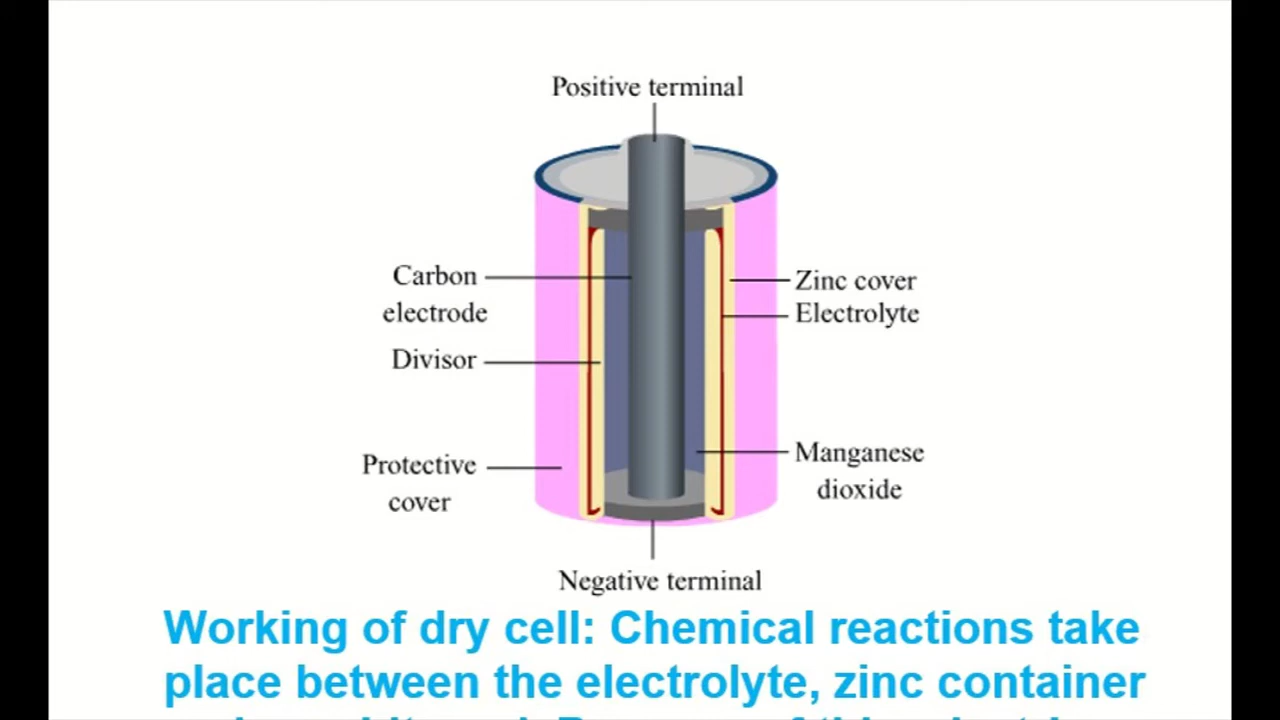 Positive terminal
Carbon
electrode
Divisor
Protective
cover
Zinc cover
Electrolyte
Manganese
dioxide
Negative terminal
Working of dry cell: Chemical reactions take
place between the electrolyte, zinc container